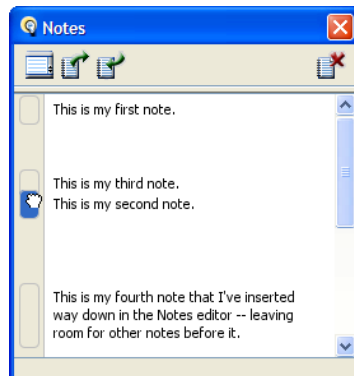 Notes
This is my first note.
This is my third note.
This is my second note.
This is my fourth note that I've inserted
way down in the Notes editor -- leaving
room for other notes before it.